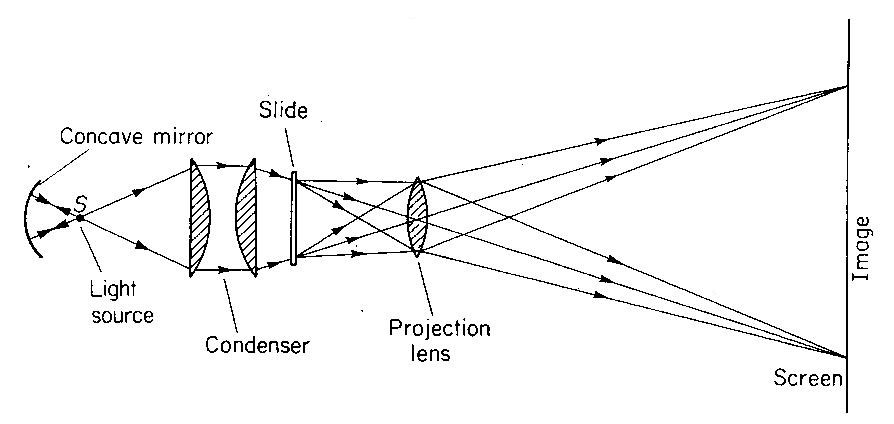 Slide
Concave mirror
S
Light
source
Condenser
Projection
lens
Image
Screen